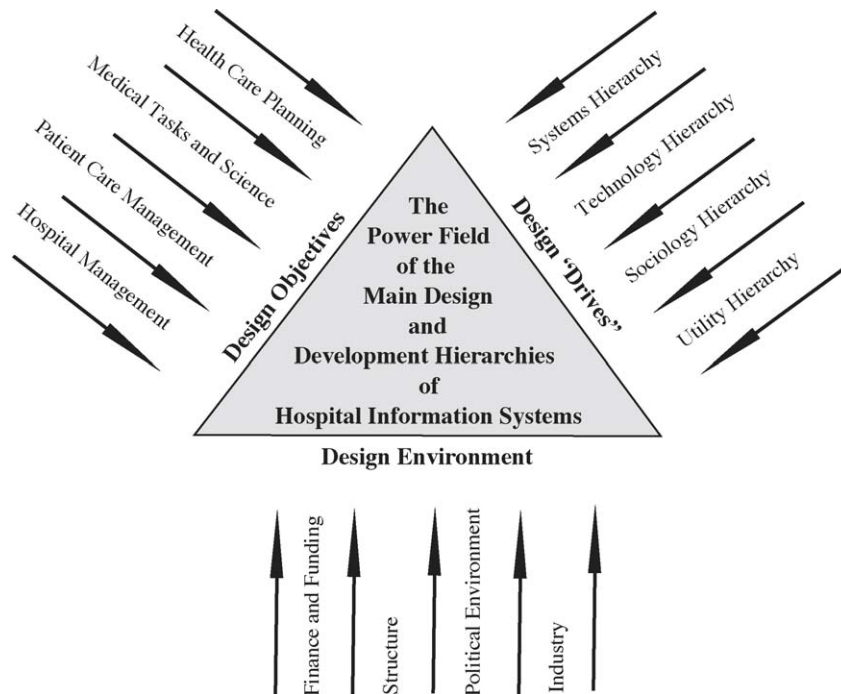 Health Care Planning
Medical Tasks and Science
Patient Care Management
Hospital Management
Design Objectives
Systems Hierarchy
Technology Hierarchy
Sociology Hierarchy
Utility Hierarchy
Design “Drives”
The
Power Field
of the
Main Design
and
Development Hierarchies
of
Hospital Information Systems
Design Environment
Finance and Funding
Structure
Political Environment
Industry